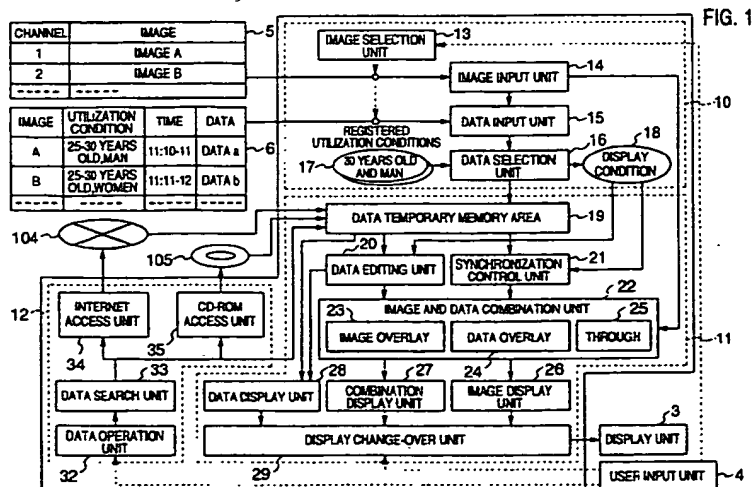 FIG. 1
CHANNEL IMAGE
1 IMAGE A
2 IMAGE B
5
IMAGE UTILIZATION CONDITION TIME DATA
A 25-30 YEARS OLD,MAN 11:10-11 DATA a
B 25-30 YEARS OLD,WOMEN 11:11-12 DATA b
6
IMAGE SELECTION UNIT
13
IMAGE INPUT UNIT
14
10
DATA INPUT UNIT
15
REGISTERED UTILIZATION CONDITIONS
17
30 YEARS OLD AND MAN
DATA SELECTION UNIT
16
DISPLAY CONDITION
18
DATA TEMPORARY MEMORY AREA
19
104
105
20
DATA EDITING UNIT
SYNCHRONIZATION CONTROL UNIT
21
22
IMAGE AND DATA COMBINATION UNIT
23
IMAGE OVERLAY
DATA OVERLAY
24
THROUGH
25
11
12
INTERNET ACCESS UNIT
34
CD-ROM ACCESS UNIT
35
33
DATA SEARCH UNIT
DATA OPERATION UNIT
32
28
DATA DISPLAY UNIT
27
COMBINATION DISPLAY UNIT
26
IMAGE DISPLAY UNIT
DISPLAY CHANGE-OVER UNIT
29
3
DISPLAY UNIT
USER INPUT UNIT
4